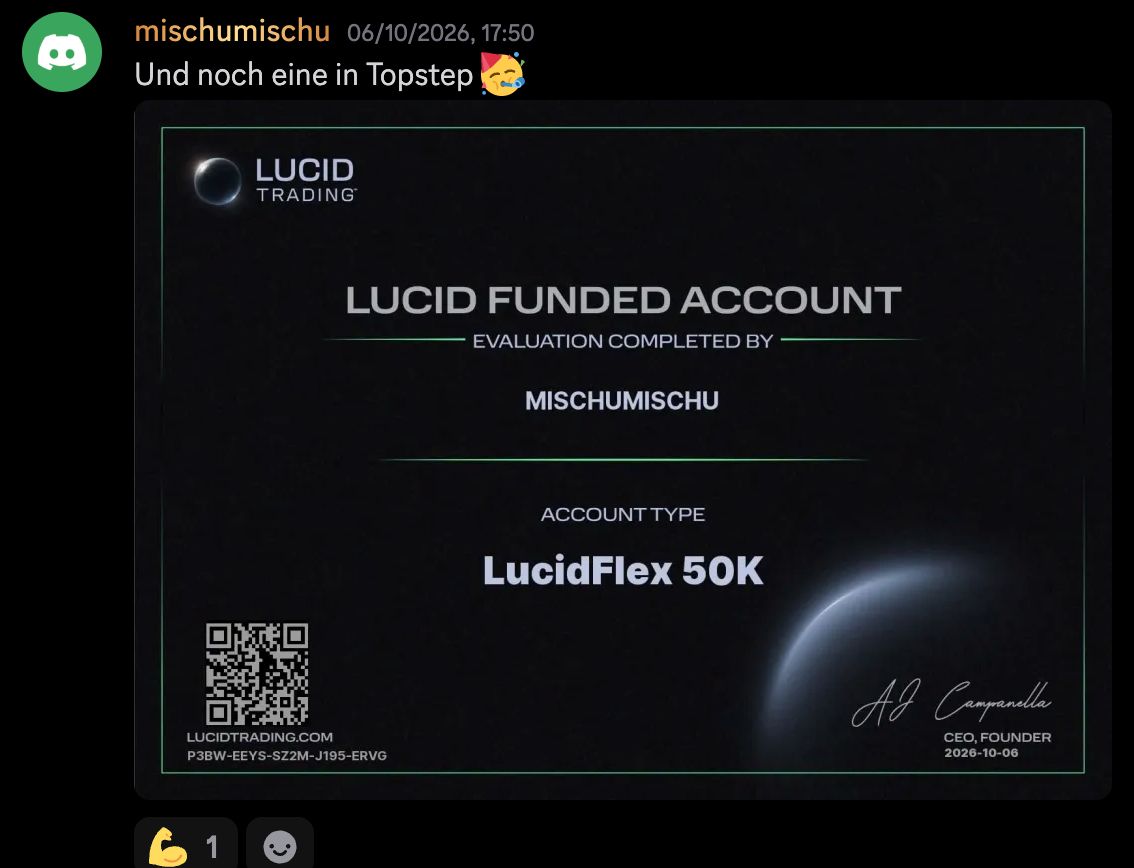 mischumischu 06/10/2026, 17:50
Und noch eine in Topstep 🥳
LUCID
TRADING
LUCID FUNDED ACCOUNT
EVALUATION COMPLETED BY
MISCHUMISCHU
ACCOUNT TYPE
LucidFlex 50K
AJ Campanella
LUCIDTRADING.COM
CEO, FOUNDER
P3BW-EEYS-SZ2M-J195-ERVG
2026-10-06
💪 1